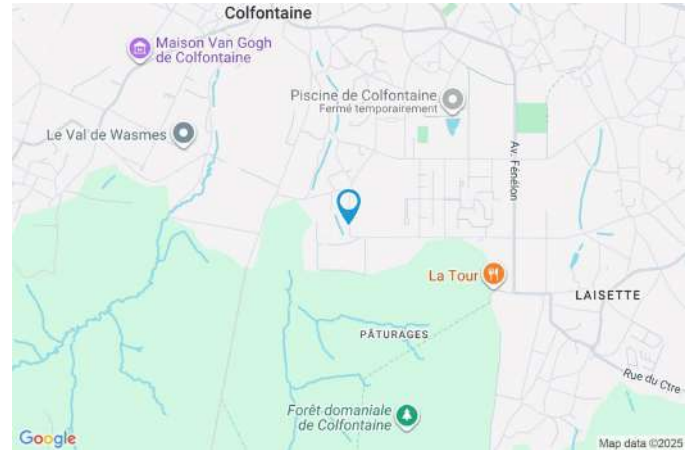 Colfontaine
Maison Van Gogh
de Colfontaine
Piscine de Colfontaine
Fermé temporairement
Le Val de Wasmes
Av. Fénélon
La Tour
LAISETTE
PÂTURAGES
Rue du Ctre
Forêt domaniale
de Colfontaine
Google
Map data ©2025